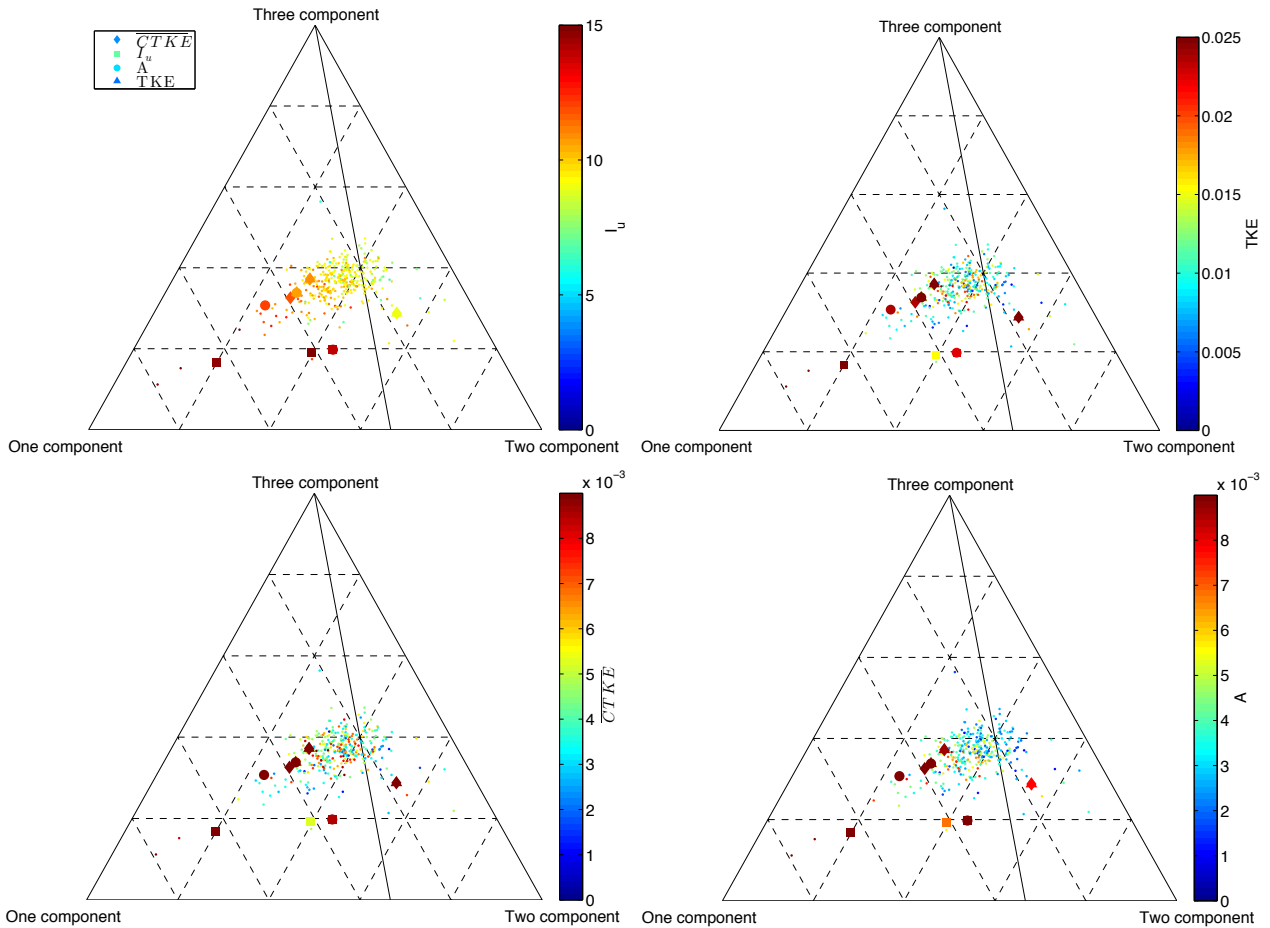 Three component
15
10
5
0
I_u
$\overline{CTKE}$
I_u
A
TKE
One component
Two component
Three component
0.025
0.02
0.015
0.01
0.005
0
TKE
One component
Two component
Three component
x 10⁻³
8
7
6
5
4
3
2
1
0
$\overline{CTKE}$
One component
Two component
Three component
x 10⁻³
8
7
6
5
4
3
2
1
0
A
One component
Two component